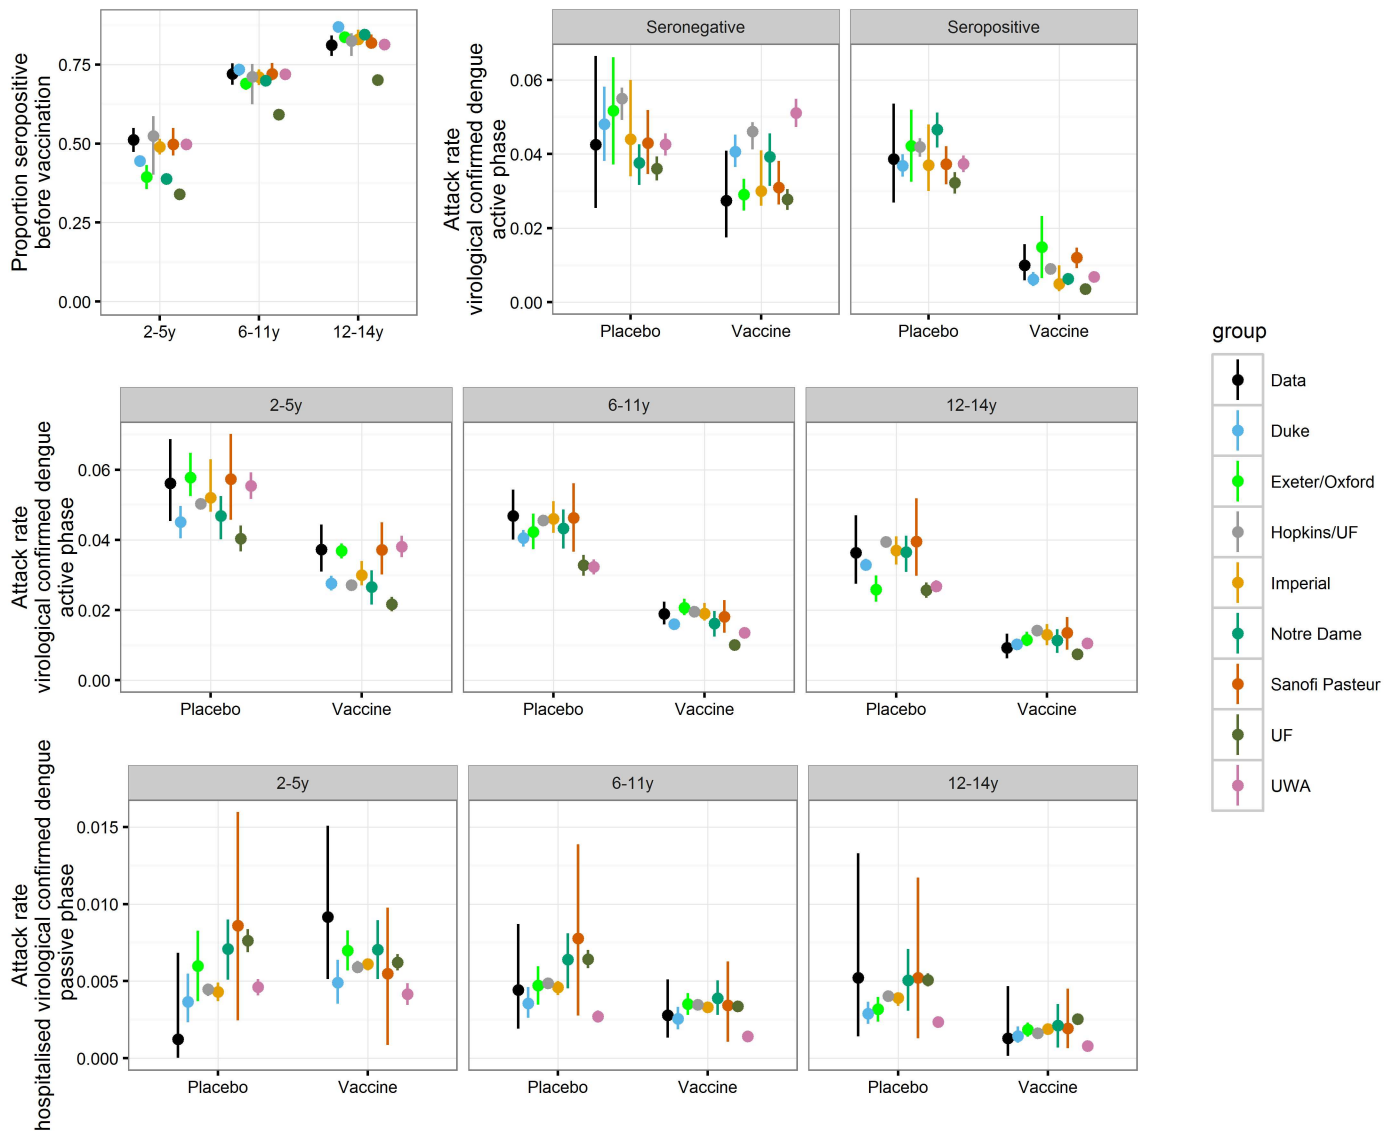 Proportion seropositive
before vaccination
0.75
0.50
0.25
0.00
2-5y
6-11y
12-14y
Attack rate
virological confirmed dengue
active phase
Seronegative
Seropositive
0.06
0.04
0.02
0.00
Placebo
Vaccine
Placebo
Vaccine
Attack rate
virological confirmed dengue
active phase
2-5y
6-11y
12-14y
0.06
0.04
0.02
0.00
Placebo
Vaccine
Placebo
Vaccine
Placebo
Vaccine
Attack rate
hospitalised virological confirmed dengue
passive phase
2-5y
6-11y
12-14y
0.015
0.010
0.005
0.000
Placebo
Vaccine
Placebo
Vaccine
Placebo
Vaccine
group
Data
Duke
Exeter/Oxford
Hopkins/UF
Imperial
Notre Dame
Sanofi Pasteur
UF
UWA